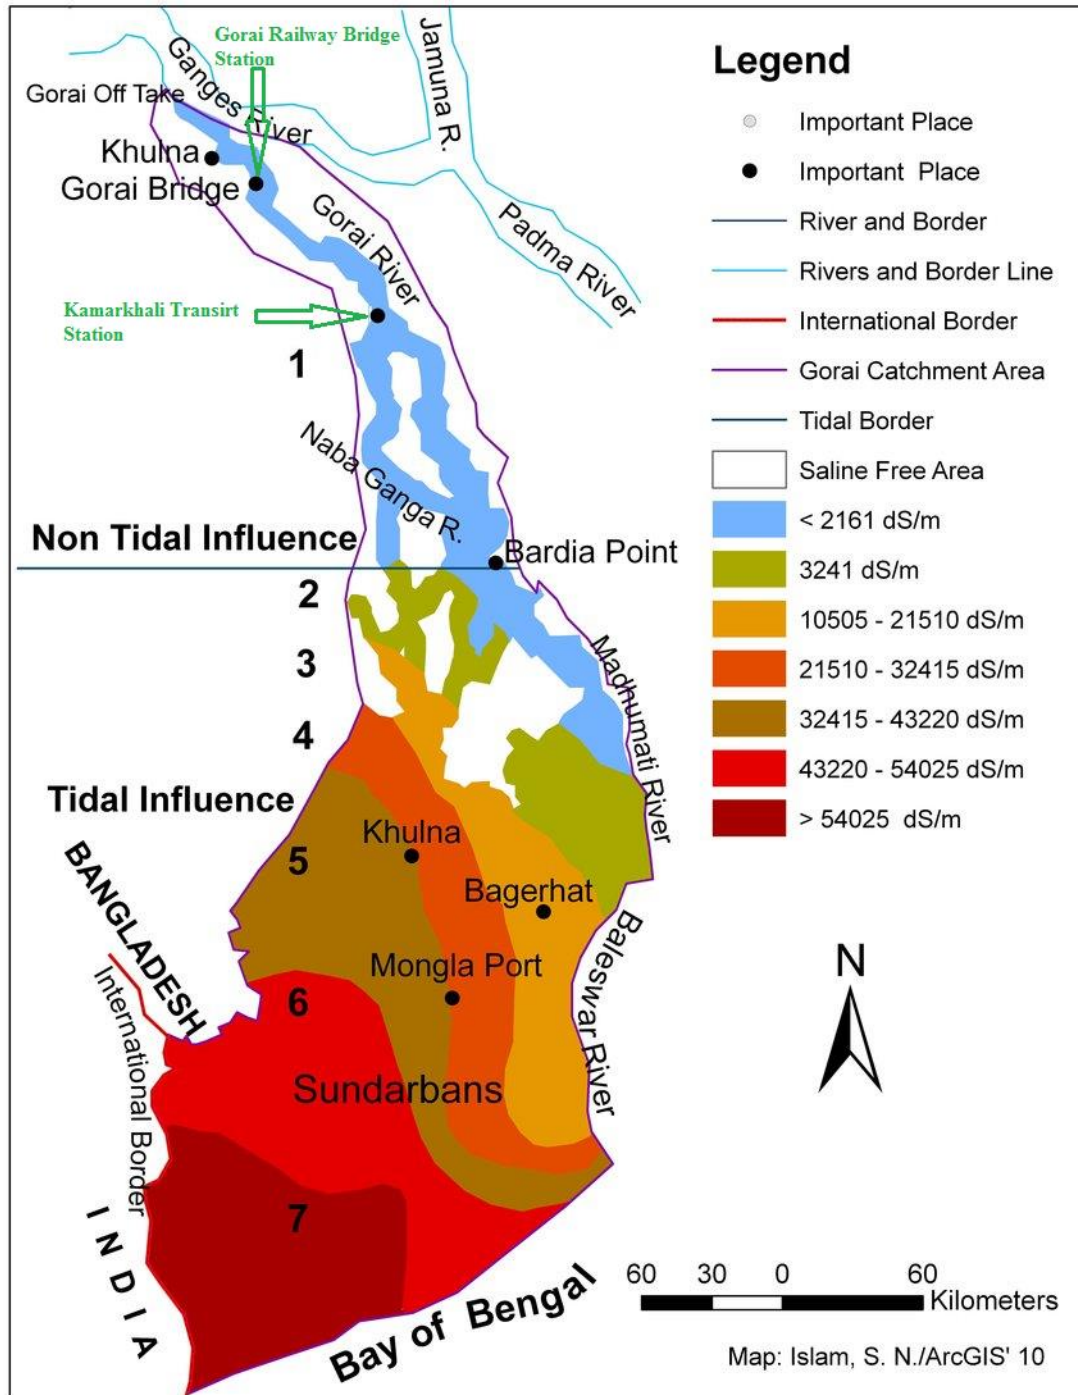 Gorai Railway Bridge
Station
Gorai Off Take
Ganges River
Jamuna R.
Khulna
Gorai Bridge
Gorai River
Padma River
Kamarkhali Transirt
Station
1
Naba Ganga R.
Non Tidal Influence
Bardia Point
2
3
Madhumati River
4
Tidal Influence
Khulna
5
Bagerhat
BANGLADESH
Baleswar River
Mongla Port
International Border
6
Sundarbans
7
INDIA
Bay of Bengal
Legend
Important Place
Important Place
River and Border
Rivers and Border Line
International Border
Gorai Catchment Area
Tidal Border
Saline Free Area
< 2161 dS/m
3241 dS/m
10505 - 21510 dS/m
21510 - 32415 dS/m
32415 - 43220 dS/m
43220 - 54025 dS/m
> 54025 dS/m
N
60 30 0 60
Kilometers
Map: Islam, S. N./ArcGIS' 10